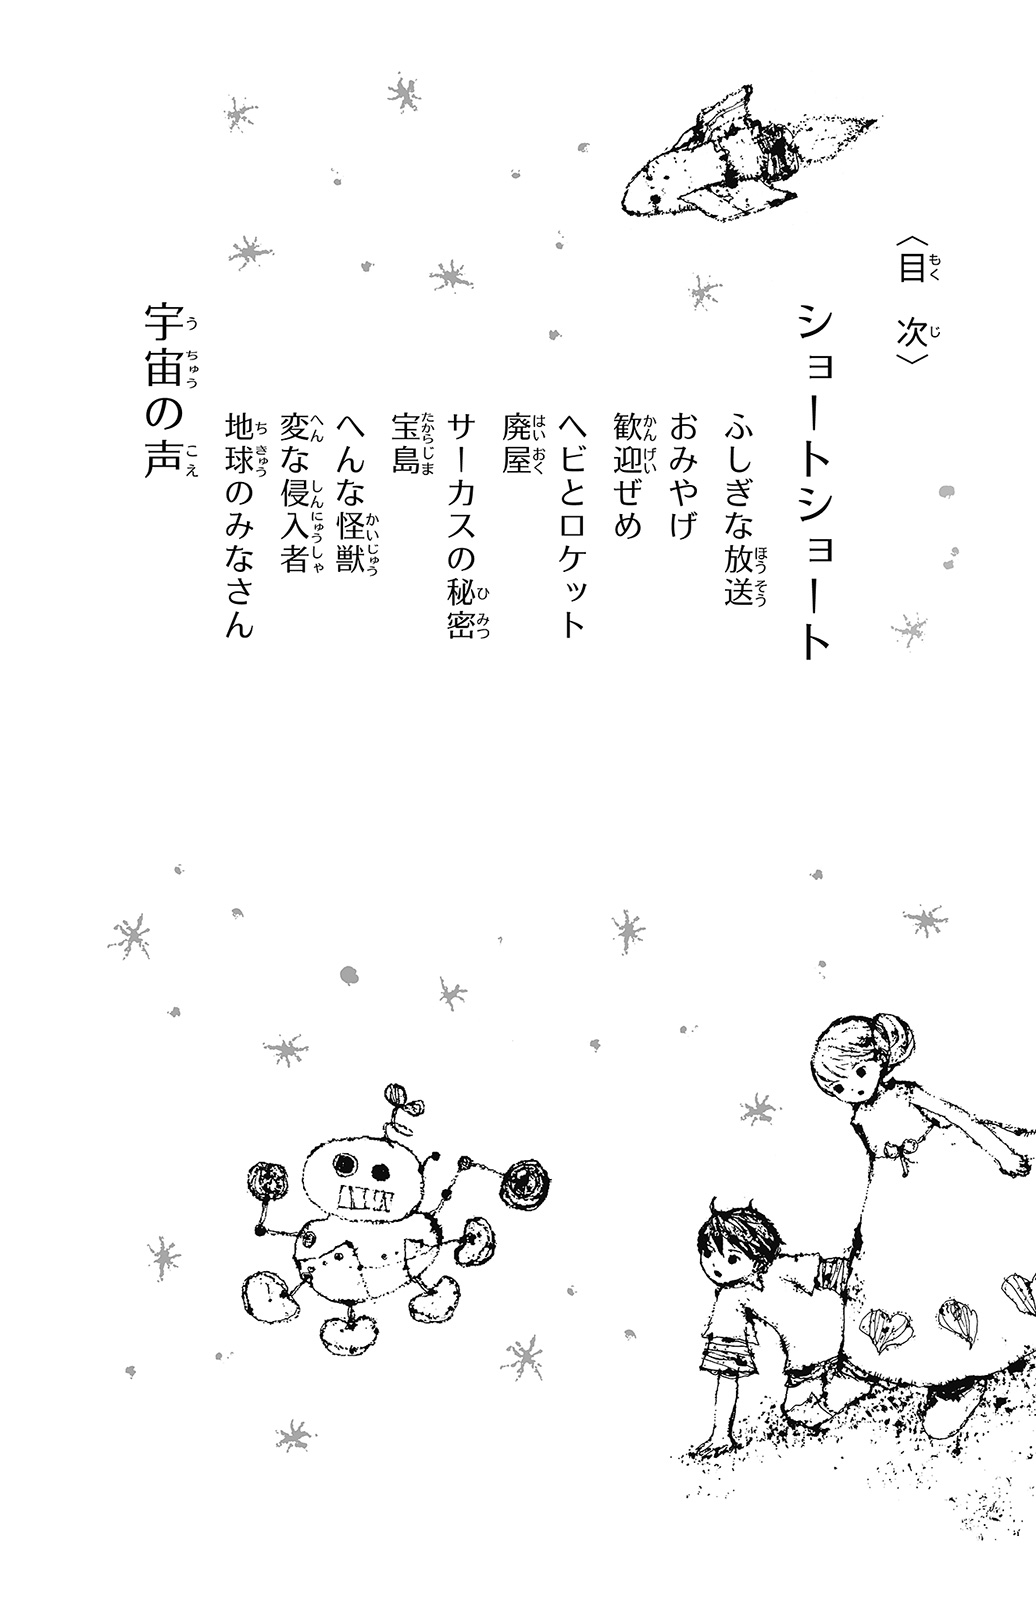 〈目次〉
ショートショート
ふしぎな放送
おみやげ
歓迎ぜめ
ヘビとロケット
廃屋
サーカスの秘密
宝島
へんな怪獣
変な侵入者
地球のみなさん
宇宙の声